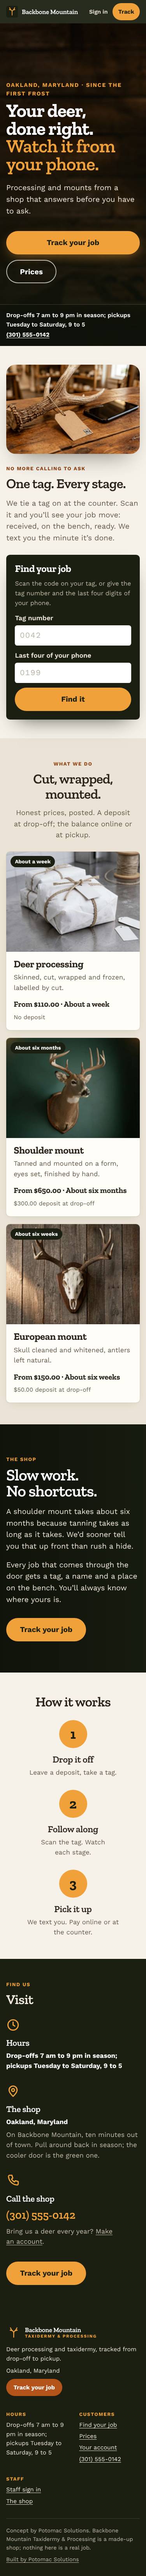 Backbone Mountain
Sign in
Track
OAKLAND, MARYLAND · SINCE THE
FIRST FROST
Your deer,
done right.
Watch it from
your phone.
Processing and mounts from a
shop that answers before you have
to ask.
Track your job
Prices
Drop-offs 7 am to 9 pm in season; pickups
Tuesday to Saturday, 9 to 5
(301) 555-0142
NO MORE CALLING TO ASK
One tag. Every stage.
We tie a tag on at the counter. Scan
it and you'll see your job move:
received, on the bench, ready. We
text you the minute it's done.
Find your job
Scan the code on your tag, or give the
tag number and the last four digits of
your phone.
Tag number
0042
Last four of your phone
0199
Find it
WHAT WE DO
Cut, wrapped,
mounted.
Honest prices, posted. A deposit
at drop-off; the balance online or
at pickup.
About a week
Deer processing
Skinned, cut, wrapped and frozen,
labelled by cut.
From $110.00 · About a week
No deposit
About six months
Shoulder mount
Tanned and mounted on a form,
eyes set, finished by hand.
From $650.00 · About six months
$300.00 deposit at drop-off
About six weeks
European mount
Skull cleaned and whitened, antlers
left natural.
From $150.00 · About six weeks
$50.00 deposit at drop-off
THE SHOP
Slow work.
No shortcuts.
A shoulder mount takes about six
months because tanning takes as
long as it takes. We'd sooner tell
you that up front than rush a hide.
Every job that comes through the
door gets a tag, a name and a place
on the bench. You'll always know
where yours is.
Track your job
How it works
1
Drop it off
Leave a deposit, take a tag.
2
Follow along
Scan the tag. Watch
each stage.
3
Pick it up
We text you. Pay online or at
the counter.
FIND US
Visit
Hours
Drop-offs 7 am to 9 pm in season;
pickups Tuesday to Saturday, 9 to 5
The shop
Oakland, Maryland
On Backbone Mountain, ten minutes out
of town. Pull around back in season; the
cooler door is the green one.
Call the shop
(301) 555-0142
Bring us a deer every year? Make
an account.
Track your job
Backbone Mountain
TAXIDERMY & PROCESSING
Deer processing and taxidermy, tracked from
drop-off to pickup.
Oakland, Maryland
Track your job
HOURS
Drop-offs 7 am to 9
pm in season;
pickups Tuesday to
Saturday, 9 to 5
CUSTOMERS
Find your job
Prices
Your account
(301) 555-0142
STAFF
Staff sign in
The shop
Concept by Potomac Solutions. Backbone
Mountain Taxidermy & Processing is a made-up
shop; nothing here is a real job.
Built by Potomac Solutions